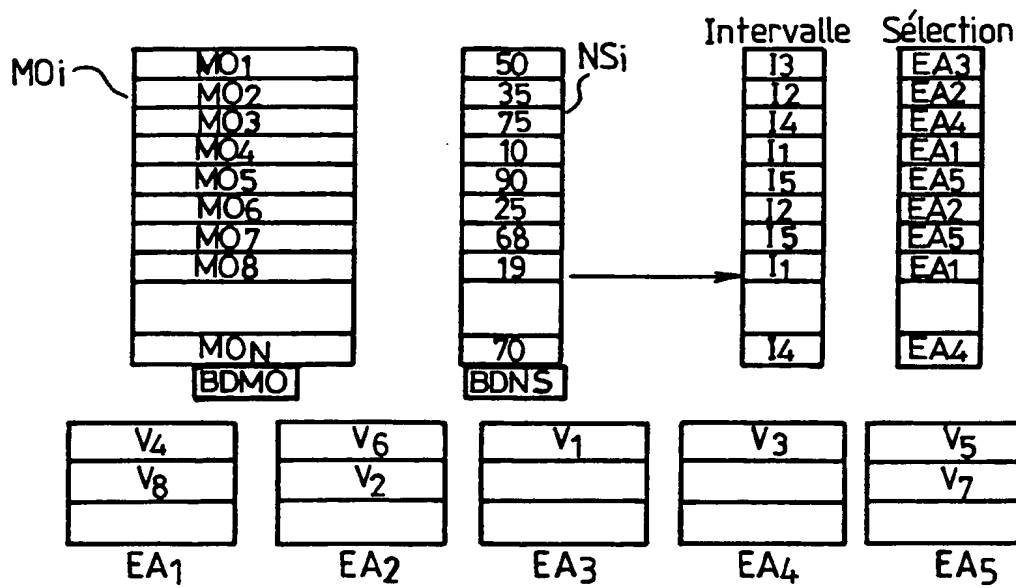 Intervalle Sélection
MOi NSi
MO1 50 I3 EA3
MO2 35 I2 EA2
MO3 75 I4 EA4
MO4 10 I1 EA1
MO5 90 I5 EA5
MO6 25 I2 EA2
MO7 68 I5 EA5
MO8 19 I1 EA1
MON 70 I4 EA4
BDMO BDNS
V4 V6 V1 V3 V5
V8 V2 V7
EA1 EA2 EA3 EA4 EA5